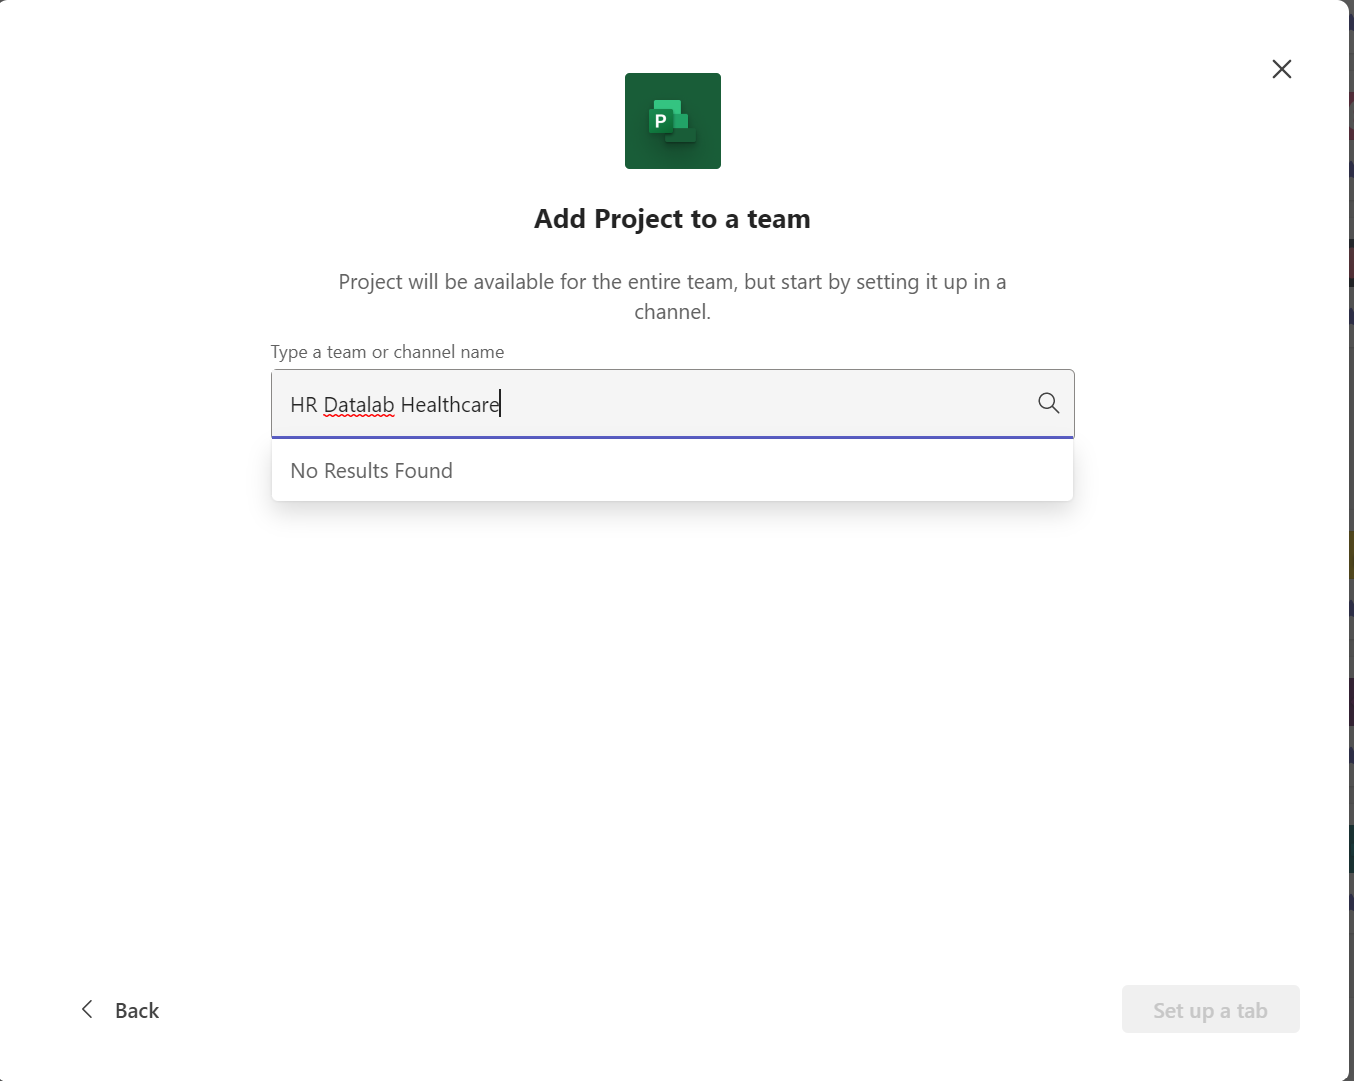 P
Add Project to a team
Project will be available for the entire team, but start by setting it up in a
channel.
Type a team or channel name
HR Datalab Healthcare
No Results Found
Back
Set up a tab